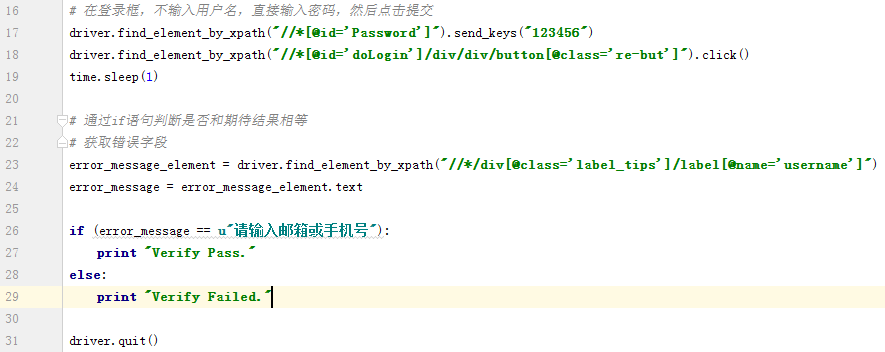 16 # 在登录框，不输入用户名，直接输入密码，然后点击提交
17 driver.find_element_by_xpath("//*[@id='Password']").send_keys("123456")
18 driver.find_element_by_xpath("//*[@id='doLogin']/div/div/button[@class='re-but']").click()
19 time.sleep(1)
20
21 # 通过if语句判断是否和期待结果相等
22 # 获取错误字段
23 error_message_element = driver.find_element_by_xpath("//*/div[@class='label_tips']/label[@name='username']")
24 error_message = error_message_element.text
25
26 if (error_message == u"请输入邮箱或手机号"):
27 print "Verify Pass."
28 else:
29 print "Verify Failed."
30
31 driver.quit()